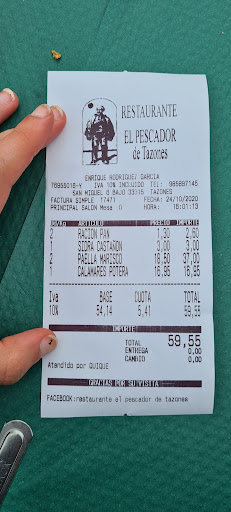 RESTAURANTE
EL PESCADOR
de Tazones
ENRIQUE RODRIGUEZ GARCIA
76955016-Y IVA 10% INCLUIDO TEL: 985897145
SAN MIGUEL 0 BAJO 33315 TAZONES
FACTURA SIMPLE 17471 FECHA: 24/10/2020
PRINCIPAL SALON Mesa 0 HORA: 15:01:13
ARTICULO PRECIO IMPORTE
2 RACION PAN 1,30 2,60
1 SIDRA CASTAÑON 3,00 3,00
2 PAELLA MARISCO 18,50 37,00
1 CALAMARES POTERA 16,95 16,95
Iva BASE CUOTA TOTAL
10% 54,14 5,41 59,55
IMPORTE
TOTAL 59,55
ENTREGA 0,00
CAMBIO 0,00
Atendido por QUIQUE
GRACIAS POR SU VISITA
FACEBOOK:restaurante el pescador de tazones